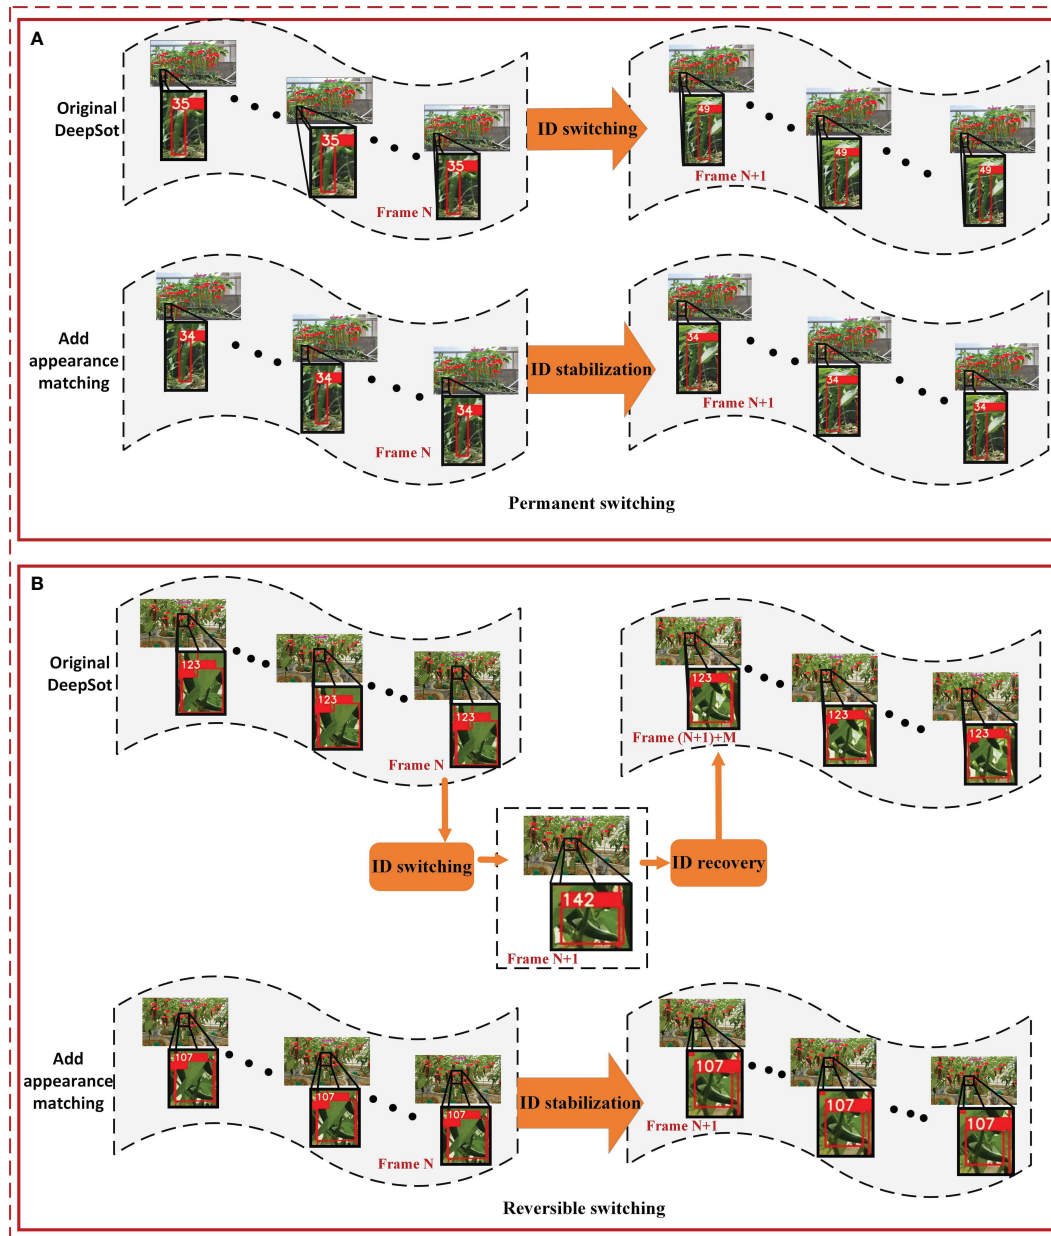 A
Original
DeepSot
35
35
35
Frame N
ID switching
49
49
49
Frame N+1
Add
appearance
matching
34
34
34
Frame N
ID stabilization
34
34
34
Frame N+1
Permanent switching
B
Original
DeepSot
123
123
123
Frame N
ID switching
142
Frame N+1
ID recovery
123
123
123
Frame (N+1)+M
Add
appearance
matching
107
107
107
Frame N
ID stabilization
107
107
107
Frame N+1
Reversible switching